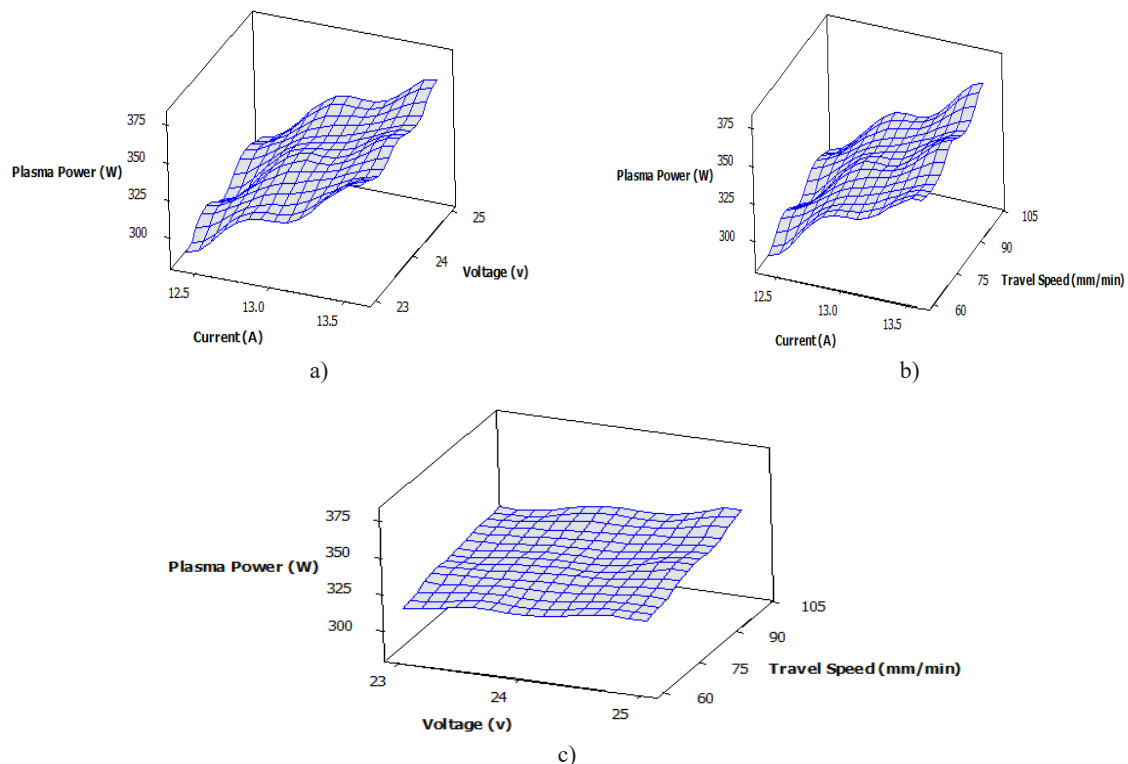 375
350
Plasma Power (W)
325
300
12.5
13.0
13.5
Current (A)
23
24
25
Voltage (v)
a)
375
350
Plasma Power (W)
325
300
12.5
13.0
13.5
Current (A)
60
75
90
105
Travel Speed (mm/min)
b)
375
350
Plasma Power (W)
325
300
23
24
25
Voltage (v)
60
75
90
105
Travel Speed (mm/min)
c)